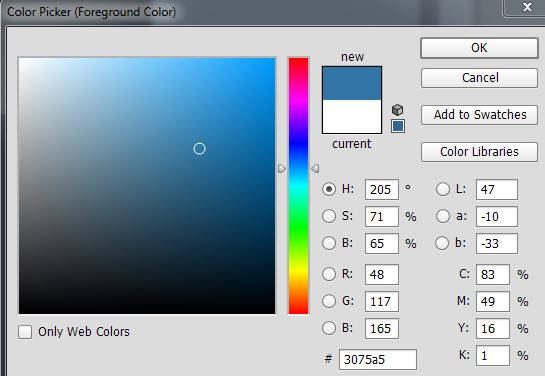 Color Picker (Foreground Color)
x
new
current
OK
Cancel
Add to Swatches
Color Libraries
H: 205 °
S: 71 %
B: 65 %
R: 48
G: 117
B: 165
# 3075a5
L: 47
a: -10
b: -33
C: 83 %
M: 49 %
Y: 16 %
K: 1 %
Only Web Colors